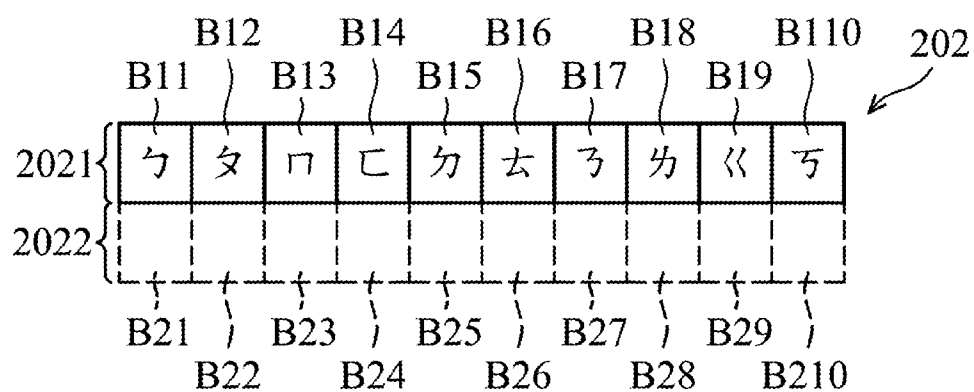 B12 B14 B16 B18 B110
202
B11 B13 B15 B17 B19
2021 ㄅ ㄆ ㄇ ㄈ ㄉ ㄊ ㄋ ㄌ ㄍ ㄎ
2022
B21 B23 B25 B27 B29
B22 B24 B26 B28 B210